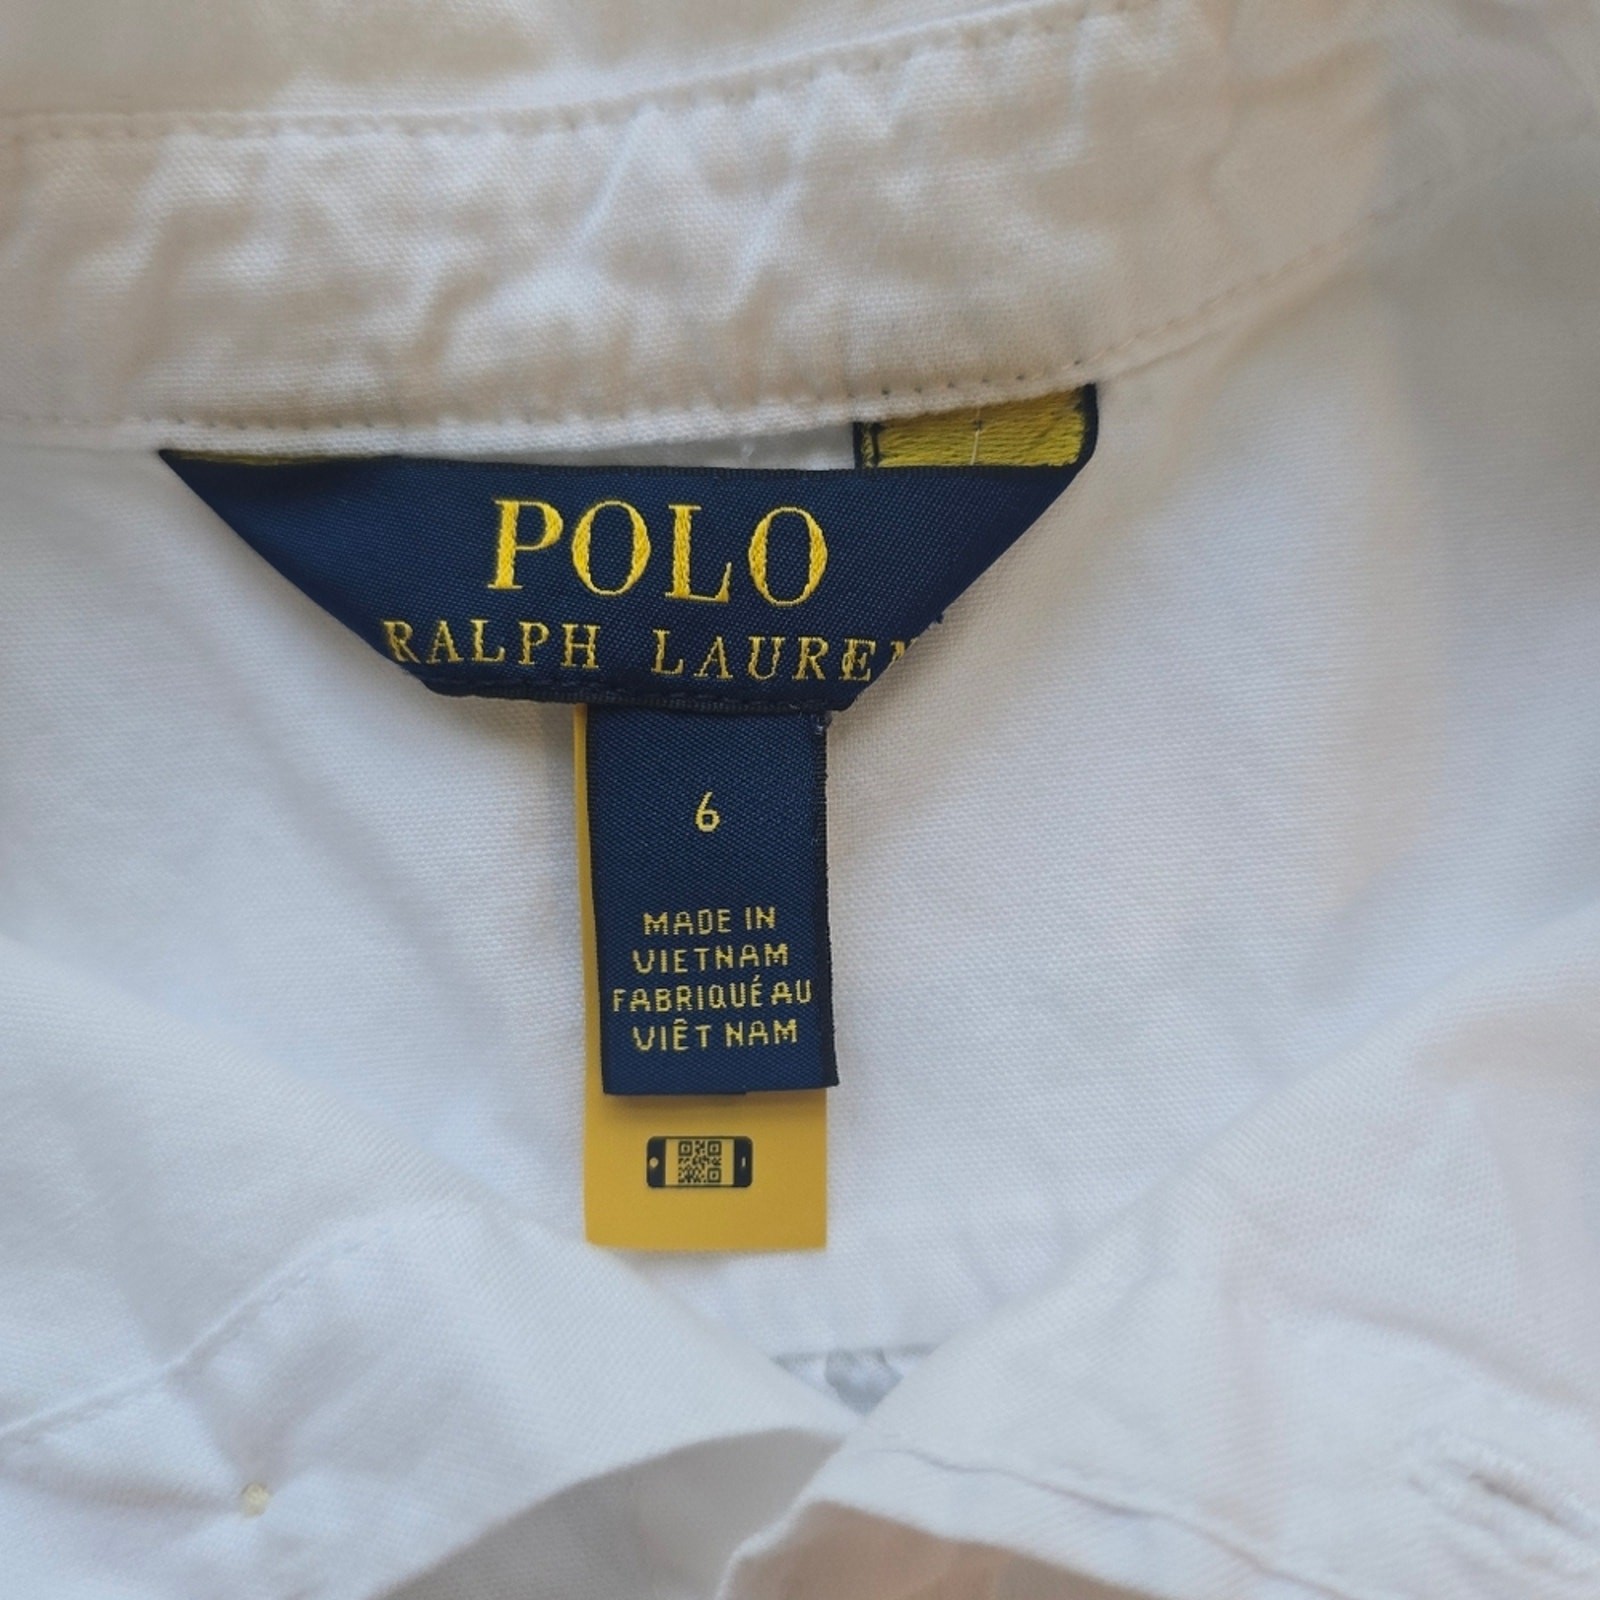 POLO
RALPH LAUREN
6
MADE IN
VIETNAM
FABRIQUÉ AU
VIÊT NAM